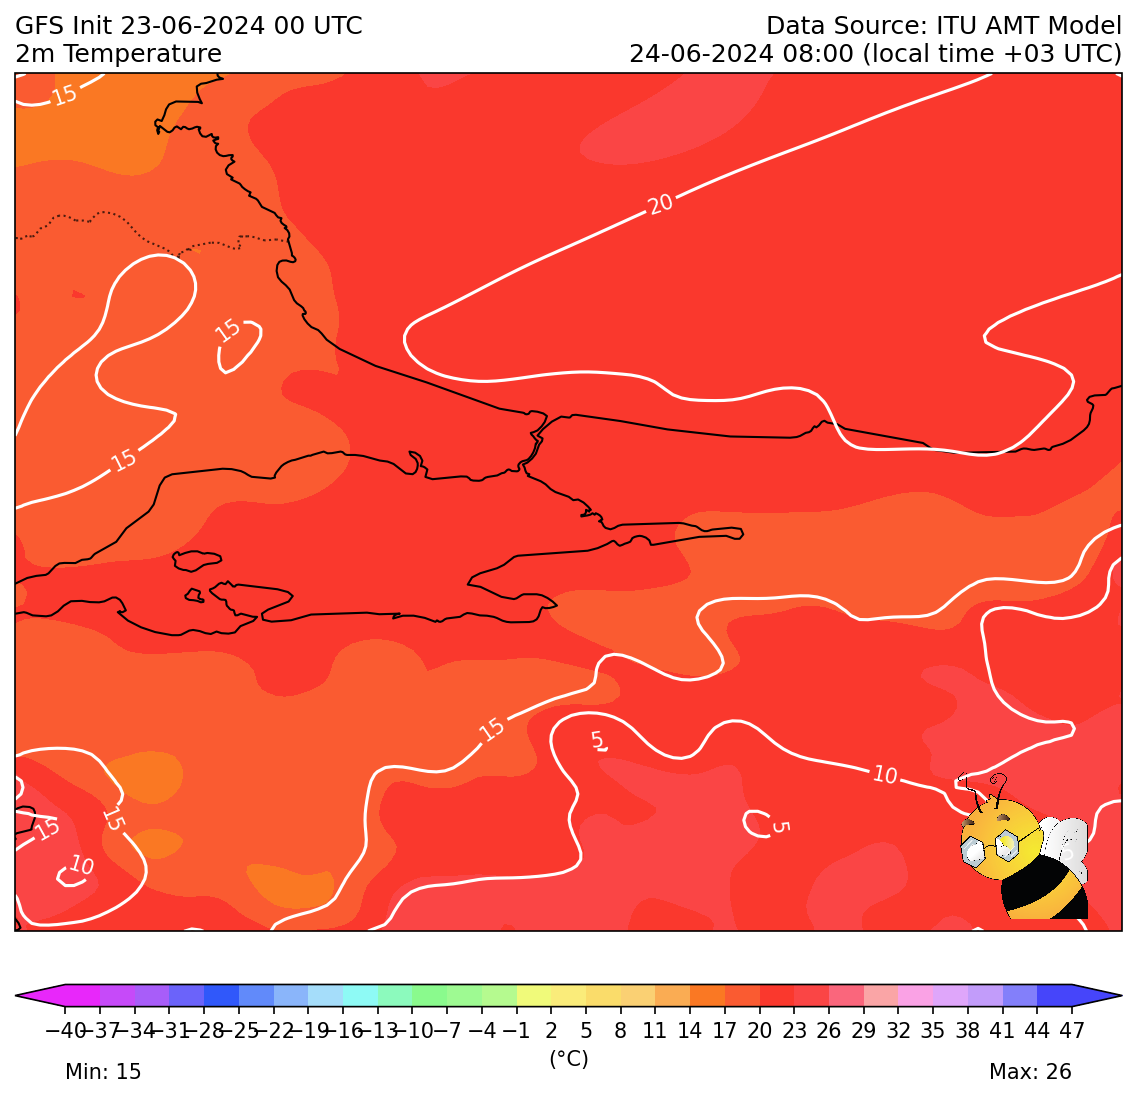 GFS Init 23-06-2024 00 UTC
Data Source: ITU AMT Model
2m Temperature
24-06-2024 08:00 (local time +03 UTC)
15
20
15
15
15
5
10
15
15
5
10
−40 −37 −34 −31 −28 −25 −22 −19 −16 −13 −10 −7 −4 −1 2 5 8 11 14 17 20 23 26 29 32 35 38 41 44 47
(°C)
Min: 15
Max: 26